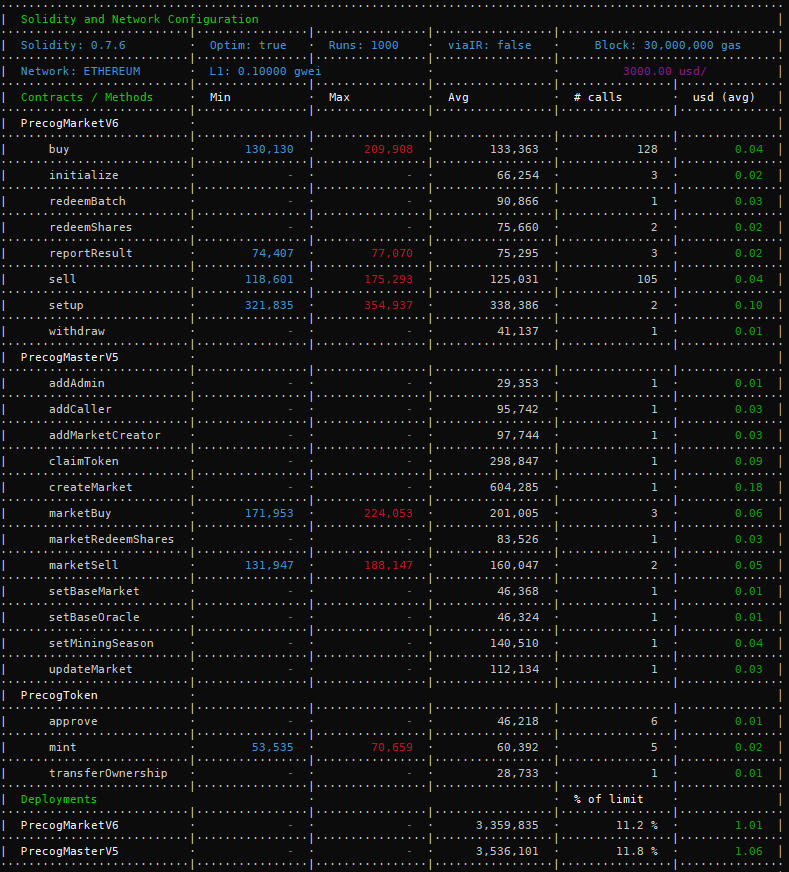 Solidity and Network Configuration
Solidity: 0.7.6 Optim: true Runs: 1000 viaIR: false Block: 30,000,000 gas
Network: ETHEREUM L1: 0.10000 gwei 3000.00 usd/
Contracts / Methods Min Max Avg # calls usd (avg)
PrecogMarketV6
buy 130,130 209,908 133,363 128 0.04
initialize - - 66,254 3 0.02
redeemBatch - - 90,866 1 0.03
redeemShares - - 75,660 2 0.02
reportResult 74,407 77,070 75,295 3 0.02
sell 118,601 175,293 125,031 105 0.04
setup 321,835 354,937 338,386 2 0.10
withdraw - - 41,137 1 0.01
PrecogMasterV5
addAdmin - - 29,353 1 0.01
addCaller - - 95,742 1 0.03
addMarketCreator - - 97,744 1 0.03
claimToken - - 298,847 1 0.09
createMarket - - 604,285 1 0.18
marketBuy 171,953 224,053 201,005 3 0.06
marketRedeemShares - - 83,526 1 0.03
marketSell 131,947 188,147 160,047 2 0.05
setBaseMarket - - 46,368 1 0.01
setBaseOracle - - 46,324 1 0.01
setMiningSeason - - 140,510 1 0.04
updateMarket - - 112,134 1 0.03
PrecogToken
approve - - 46,218 6 0.01
mint 53,535 70,659 60,392 5 0.02
transferOwnership - - 28,733 1 0.01
Deployments % of limit
PrecogMarketV6 - - 3,359,835 11.2 % 1.01
PrecogMasterV5 - - 3,536,101 11.8 % 1.06